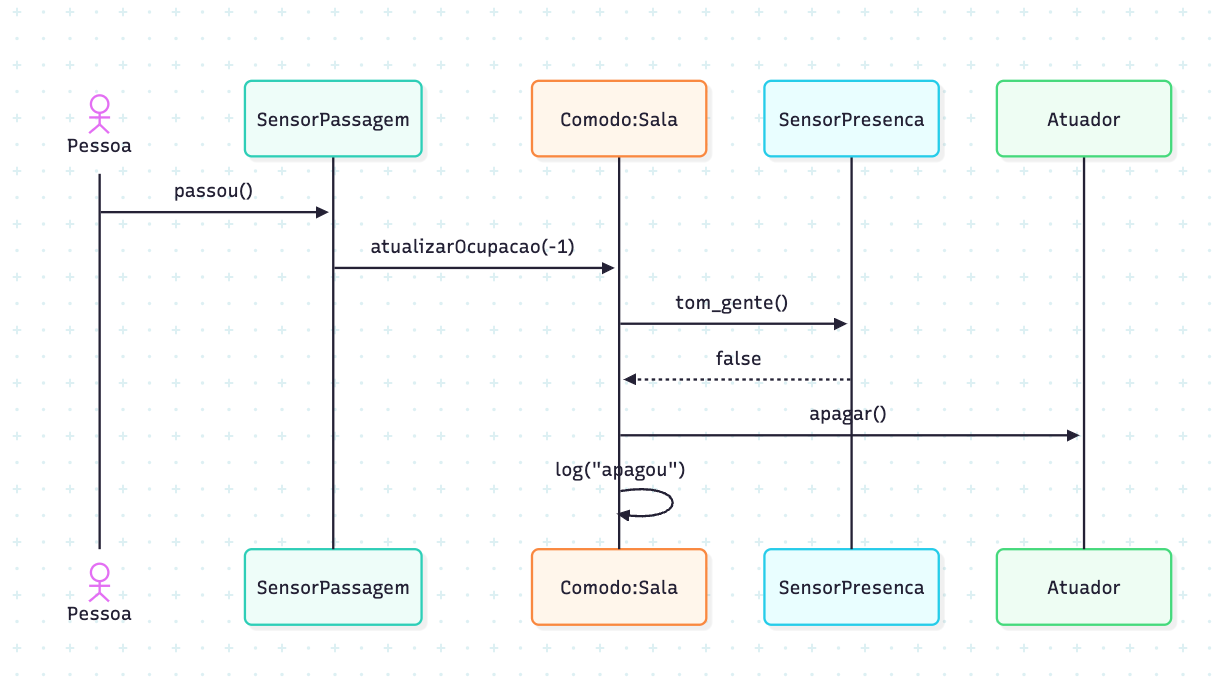 Pessoa
SensorPassagem
Comodo:Sala
SensorPresenca
Atuador
passou()
atualizarOcupacao(-1)
tom_gente()
false
apagar()
log("apagou")
Pessoa
SensorPassagem
Comodo:Sala
SensorPresenca
Atuador